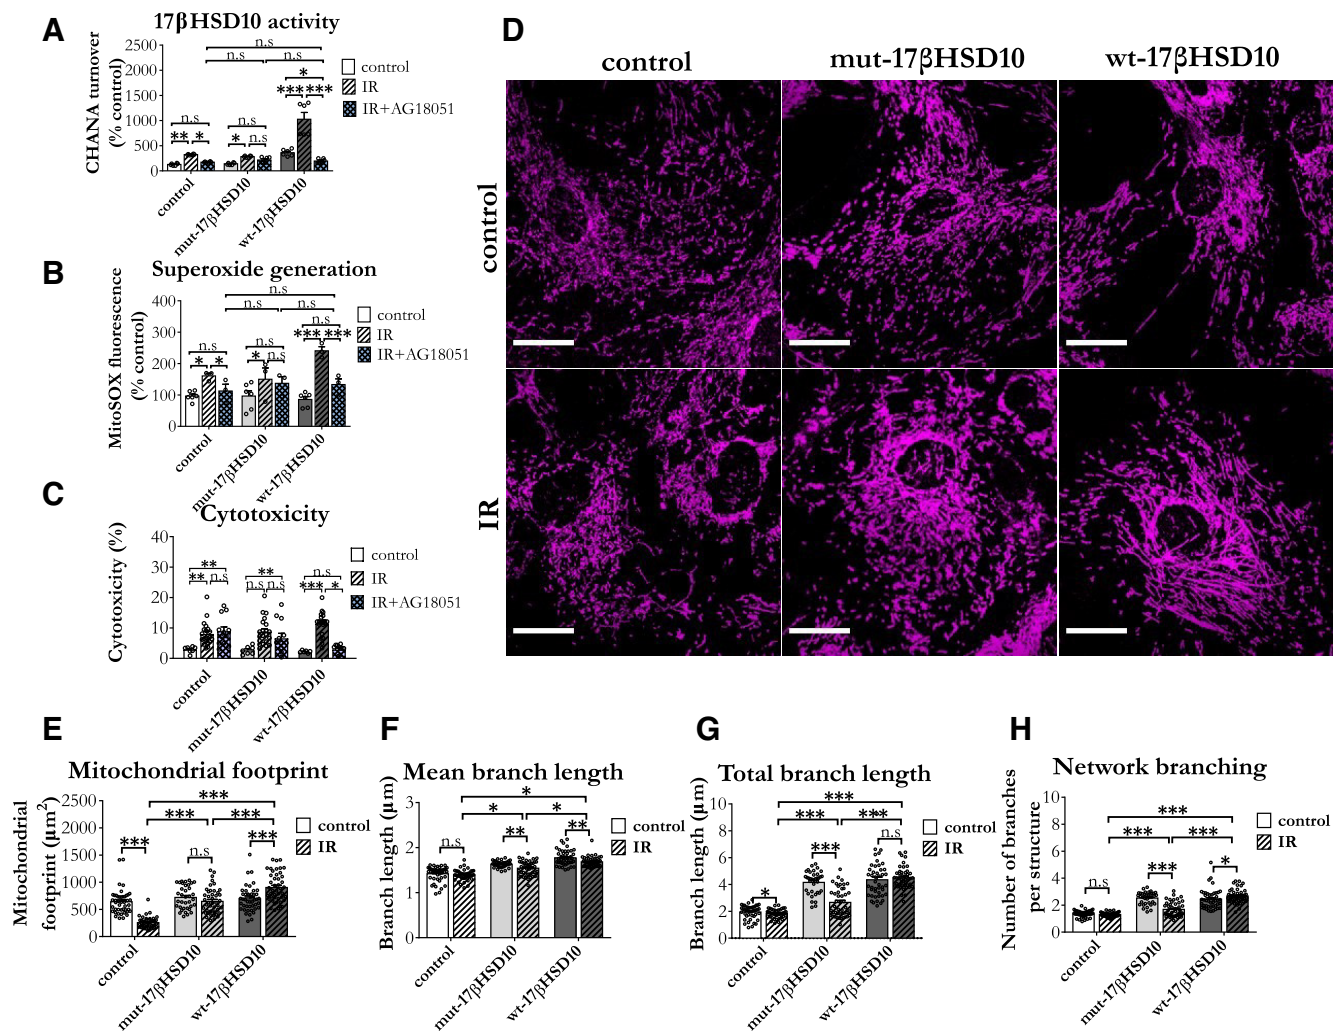 A
17βHSD10 activity
CHANA turnover
(% control)
2500
2000
1500
1000
500
0
n.s
n.s n.s
*
*** ***
n.s n.s
** * * n.s
control
IR
IR+AG18051
control
mut-17βHSD10
wt-17βHSD10
B
Superoxide generation
MitoSOX fluorescence
(% control)
400
300
200
100
0
n.s
n.s n.s
n.s
*** ***
n.s n.s
* * * n.s
control
IR
IR+AG18051
control
mut-17βHSD10
wt-17βHSD10
C
Cytotoxicity
Cytotoxicity (%)
40
30
20
10
0
** ** n.s
** n.s n.s n.s *** *
control
IR
IR+AG18051
control
mut-17βHSD10
wt-17βHSD10
D
control mut-17βHSD10 wt-17βHSD10
control
IR
E
Mitochondrial footprint
Mitochondrial
footprint (µm²)
2500
2000
1500
1000
500
0
***
*** ***
*** n.s ***
control
IR
control
mut-17βHSD10
wt-17βHSD10
F
Mean branch length
Branch length (µm)
3
2
1
0
*
* *
n.s ** **
control
IR
control
mut-17βHSD10
wt-17βHSD10
G
Total branch length
Branch length (µm)
10
8
6
4
2
0
***
*** ***
* *** n.s
control
IR
control
mut-17βHSD10
wt-17βHSD10
H
Network branching
Number of branches
per structure
10
8
6
4
2
0
***
*** ***
n.s *** *
control
IR
control
mut-17βHSD10
wt-17βHSD10